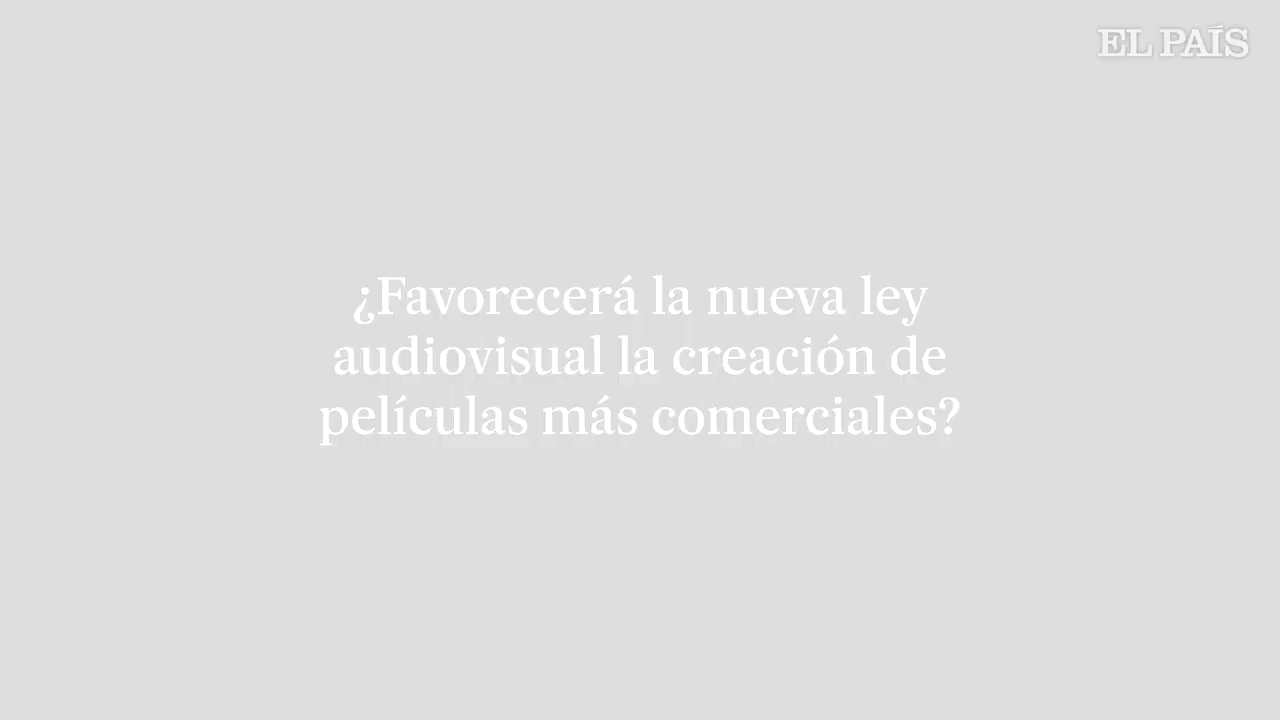 EL PAÍS
¿Favorecerá la nueva ley
audiovisual la creación de
películas más comerciales?